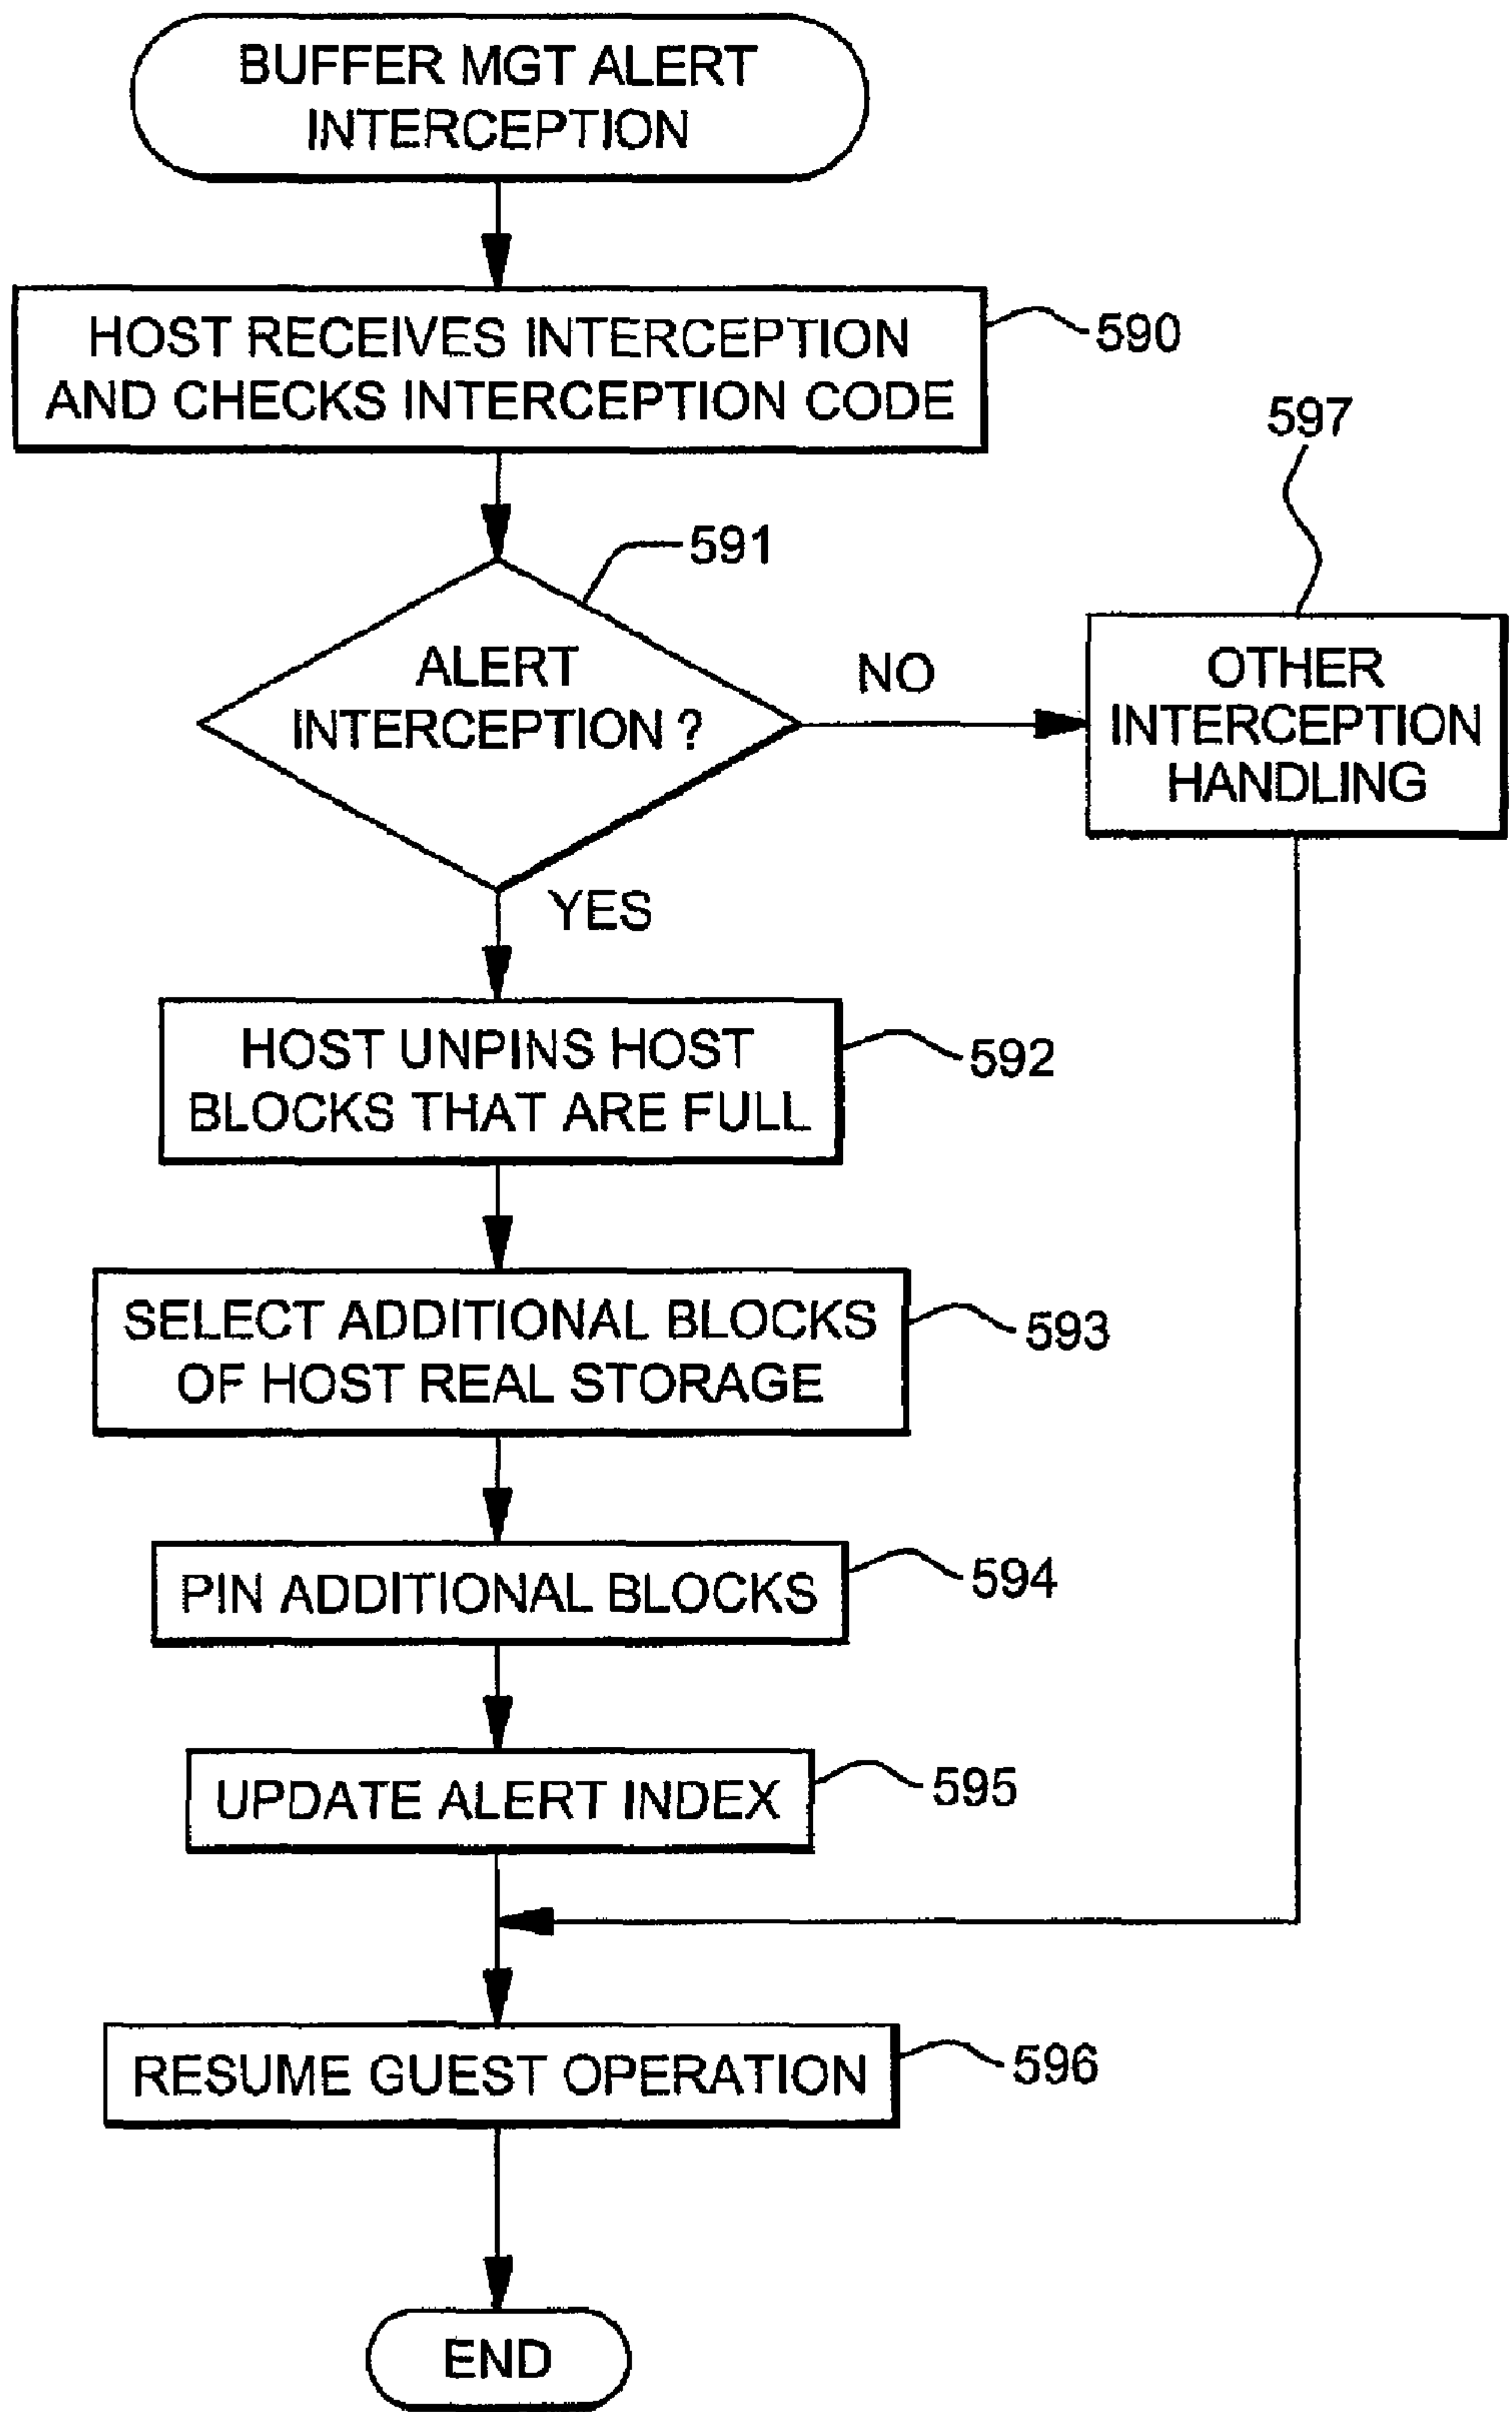 BUFFER MGT ALERT
INTERCEPTION
HOST RECEIVES INTERCEPTION
AND CHECKS INTERCEPTION CODE
590
591
ALERT
INTERCEPTION ?
NO
597
OTHER
INTERCEPTION
HANDLING
YES
HOST UNPINS HOST
BLOCKS THAT ARE FULL
592
SELECT ADDITIONAL BLOCKS
OF HOST REAL STORAGE
593
PIN ADDITIONAL BLOCKS
594
UPDATE ALERT INDEX
595
RESUME GUEST OPERATION
596
END